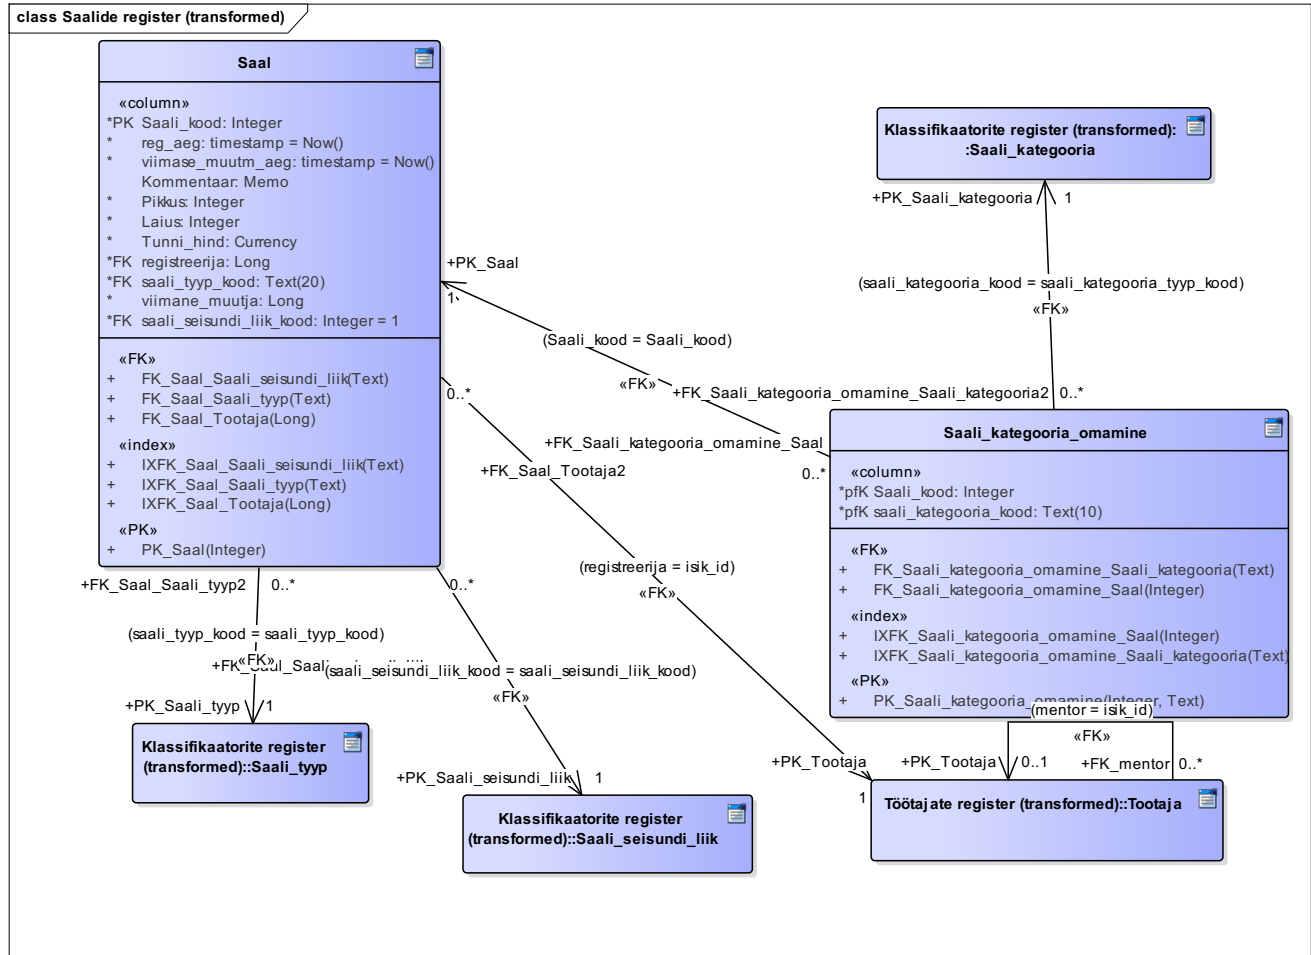 class Saalide register (transformed)
Saal
«column»
*PK Saali_kood: Integer
* reg_aeg: timestamp = Now()
* viimase_muutm_aeg: timestamp = Now()
Kommentaar: Memo
* Pikkus: Integer
* Laius: Integer
* Tunni_hind: Currency
*FK registreerija: Long
*FK saali_tyyp_kood: Text(20)
* viimane_muutja: Long
*FK saali_seisundi_liik_kood: Integer = 1
«FK»
+ FK_Saal_Saali_seisundi_liik(Text)
+ FK_Saal_Saali_tyyp(Text)
+ FK_Saal_Tootaja(Long)
«index»
+ IXFK_Saal_Saali_seisundi_liik(Text)
+ IXFK_Saal_Saali_tyyp(Text)
+ IXFK_Saal_Tootaja(Long)
«PK»
+ PK_Saal(Integer)
Klassifikaatorite register (transformed):
:Saali_kategooria
+PK_Saali_kategooria
1
(saali_kategooria_kood = saali_kategooria_tyyp_kood)
«FK»
+FK_Saali_kategooria_omamine_Saali_kategooria2
0..*
+PK_Saal
1
(Saali_kood = Saali_kood)
«FK»
+FK_Saali_kategooria_omamine_Saal
0..*
Saali_kategooria_omamine
«column»
*pfK Saali_kood: Integer
*pfK saali_kategooria_kood: Text(10)
«FK»
+ FK_Saali_kategooria_omamine_Saali_kategooria(Text)
+ FK_Saali_kategooria_omamine_Saal(Integer)
«index»
+ IXFK_Saali_kategooria_omamine_Saal(Integer)
+ IXFK_Saali_kategooria_omamine_Saali_kategooria(Text)
«PK»
+ PK_Saali_kategooria_omamine(Integer, Text)
0..*
+FK_Saal_Tootaja2
(registreerija = isik_id)
«FK»
+PK_Tootaja
1
(mentor = isik_id)
«FK»
+PK_Tootaja
0..1
+FK_mentor
0..*
Töötajate register (transformed)::Tootaja
+FK_Saal_Saali_tyyp2
0..*
(saali_tyyp_kood = saali_tyyp_kood)
«FK»
+PK_Saali_tyyp
1
Klassifikaatorite register
(transformed)::Saali_tyyp
0..*
(saali_seisundi_liik_kood = saali_seisundi_liik_kood)
«FK»
+PK_Saali_seisundi_liik
1
Klassifikaatorite register
(transformed)::Saali_seisundi_liik